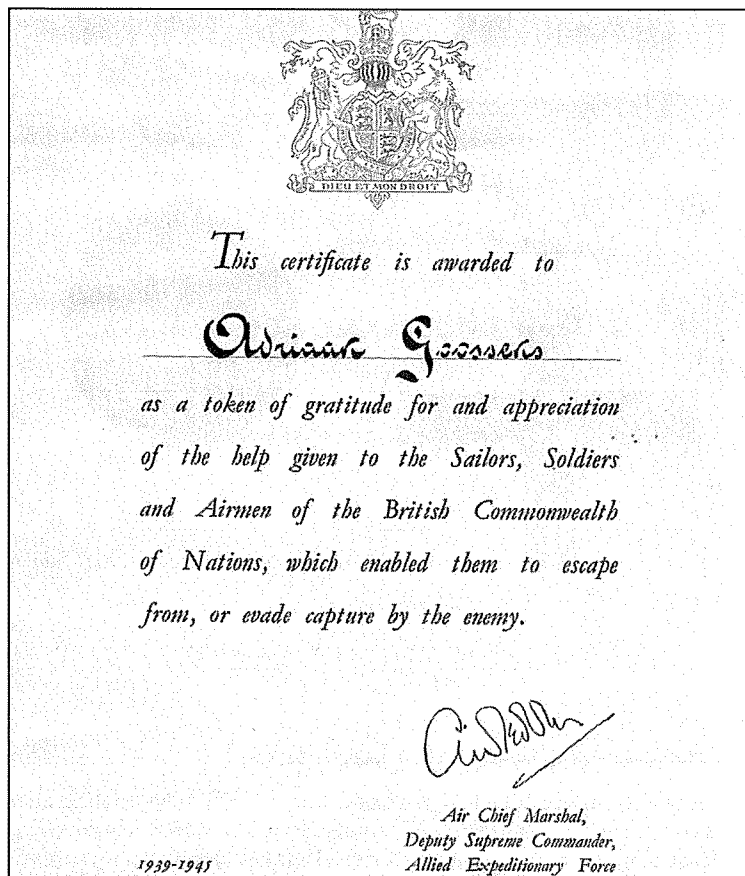 DIEU ET MON DROIT
This certificate is awarded to
Adriaan Goossens
as a token of gratitude for and appreciation
of the help given to the Sailors, Soldiers
and Airmen of the British Commonwealth
of Nations, which enabled them to escape
from, or evade capture by the enemy.
Air Chief Marshal,
Deputy Supreme Commander,
1939-1945 Allied Expeditionary Force